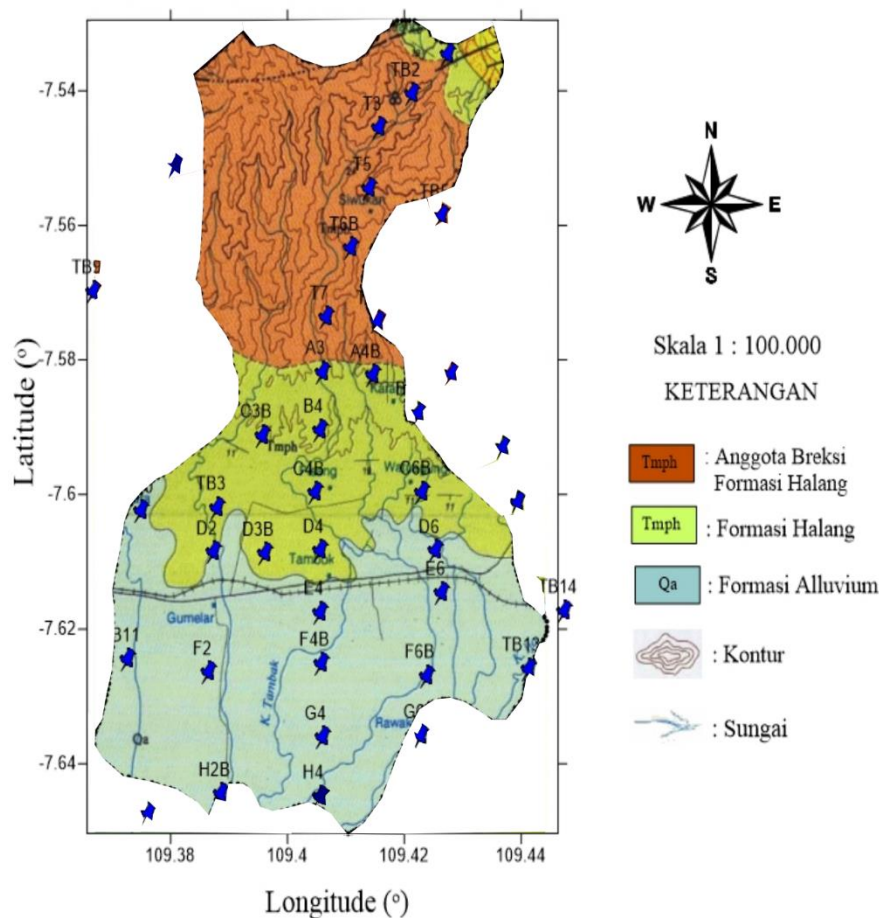 -7.54
-7.56
-7.58
-7.6
-7.62
-7.64
Latitude (o)
109.38
109.4
109.42
109.44
Longitude (o)
TB2
T3
T5
Siwuhan
T6B
T7
A3
A4B
B4
C3B
Tmph
C4B
C6B
TB3
D2
D3B
D4
D6
Tambak
E4
E6
TB14
Gumelar
F2
F4B
F6B
TB13
K. Tambak
G4
Rawak
Qa
H2B
H4
N
W
E
S
Skala 1 : 100.000
KETERANGAN
Tmph : Anggota Breksi
Formasi Halang
Tmph : Formasi Halang
Qa : Formasi Alluvium
: Kontur
: Sungai